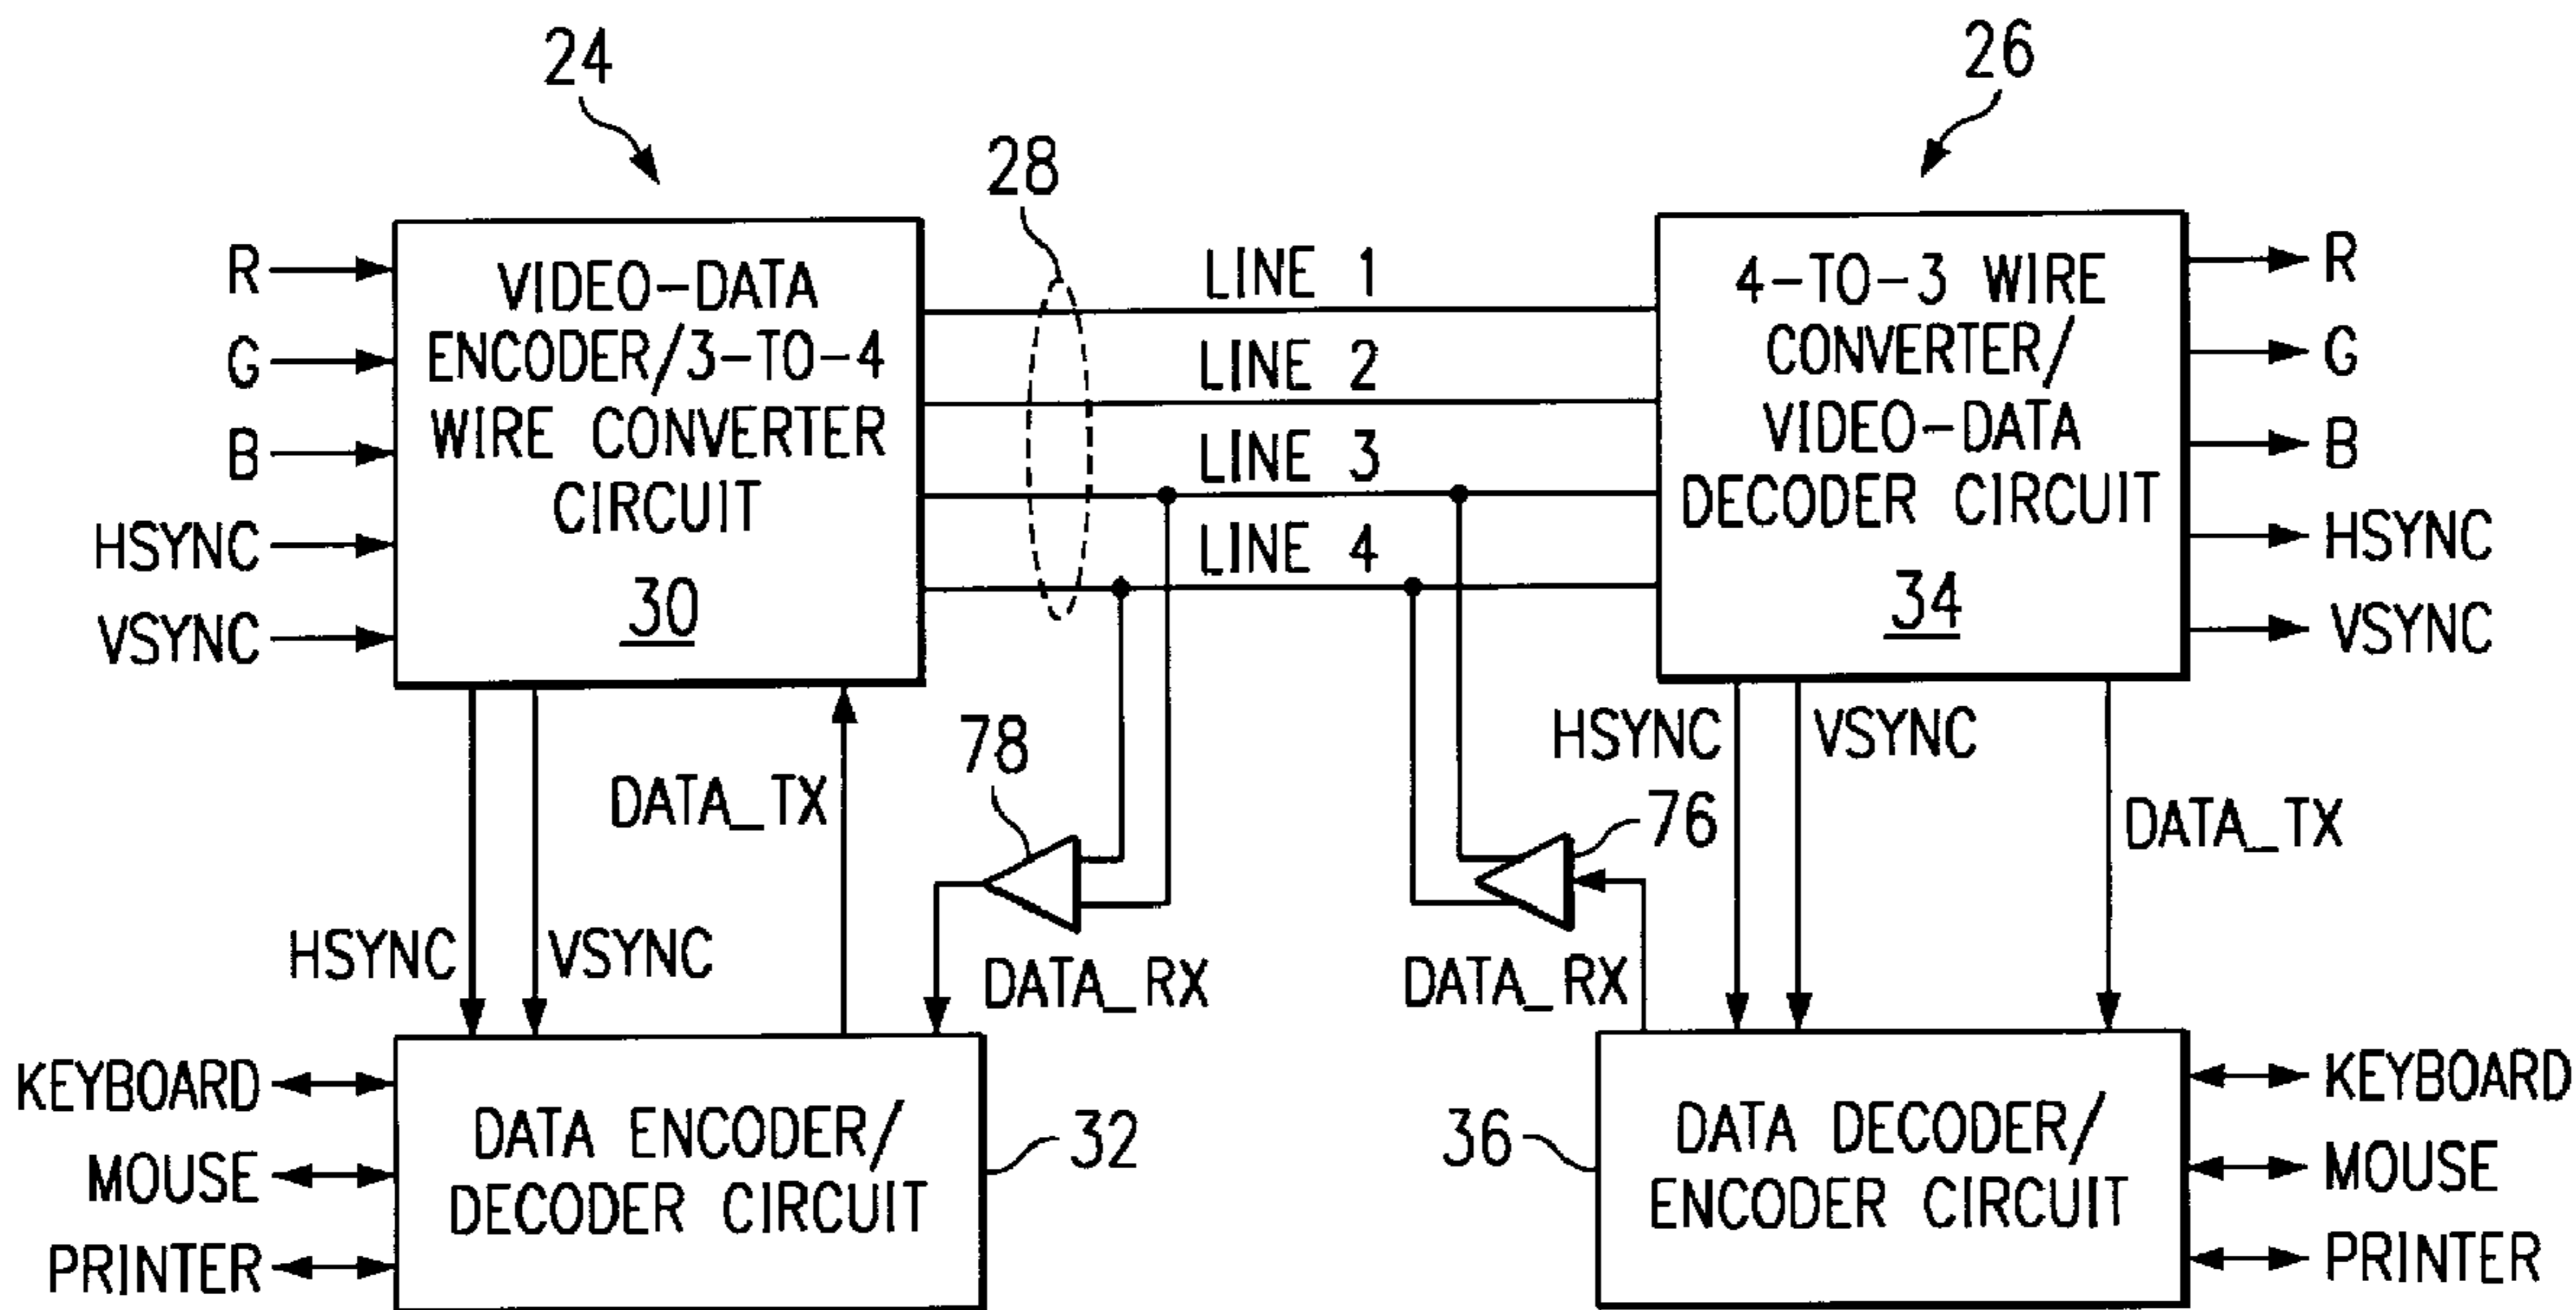 24
26
28
R
G
B
HSYNC
VSYNC
VIDEO-DATA
ENCODER/3-TO-4
WIRE CONVERTER
CIRCUIT
30
LINE 1
LINE 2
LINE 3
LINE 4
4-TO-3 WIRE
CONVERTER/
VIDEO-DATA
DECODER CIRCUIT
34
R
G
B
HSYNC
VSYNC
HSYNC
VSYNC
DATA_TX
78
DATA_RX
DATA_RX
76
HSYNC
VSYNC
DATA_TX
KEYBOARD
MOUSE
PRINTER
DATA ENCODER/
DECODER CIRCUIT
32
36
DATA DECODER/
ENCODER CIRCUIT
KEYBOARD
MOUSE
PRINTER